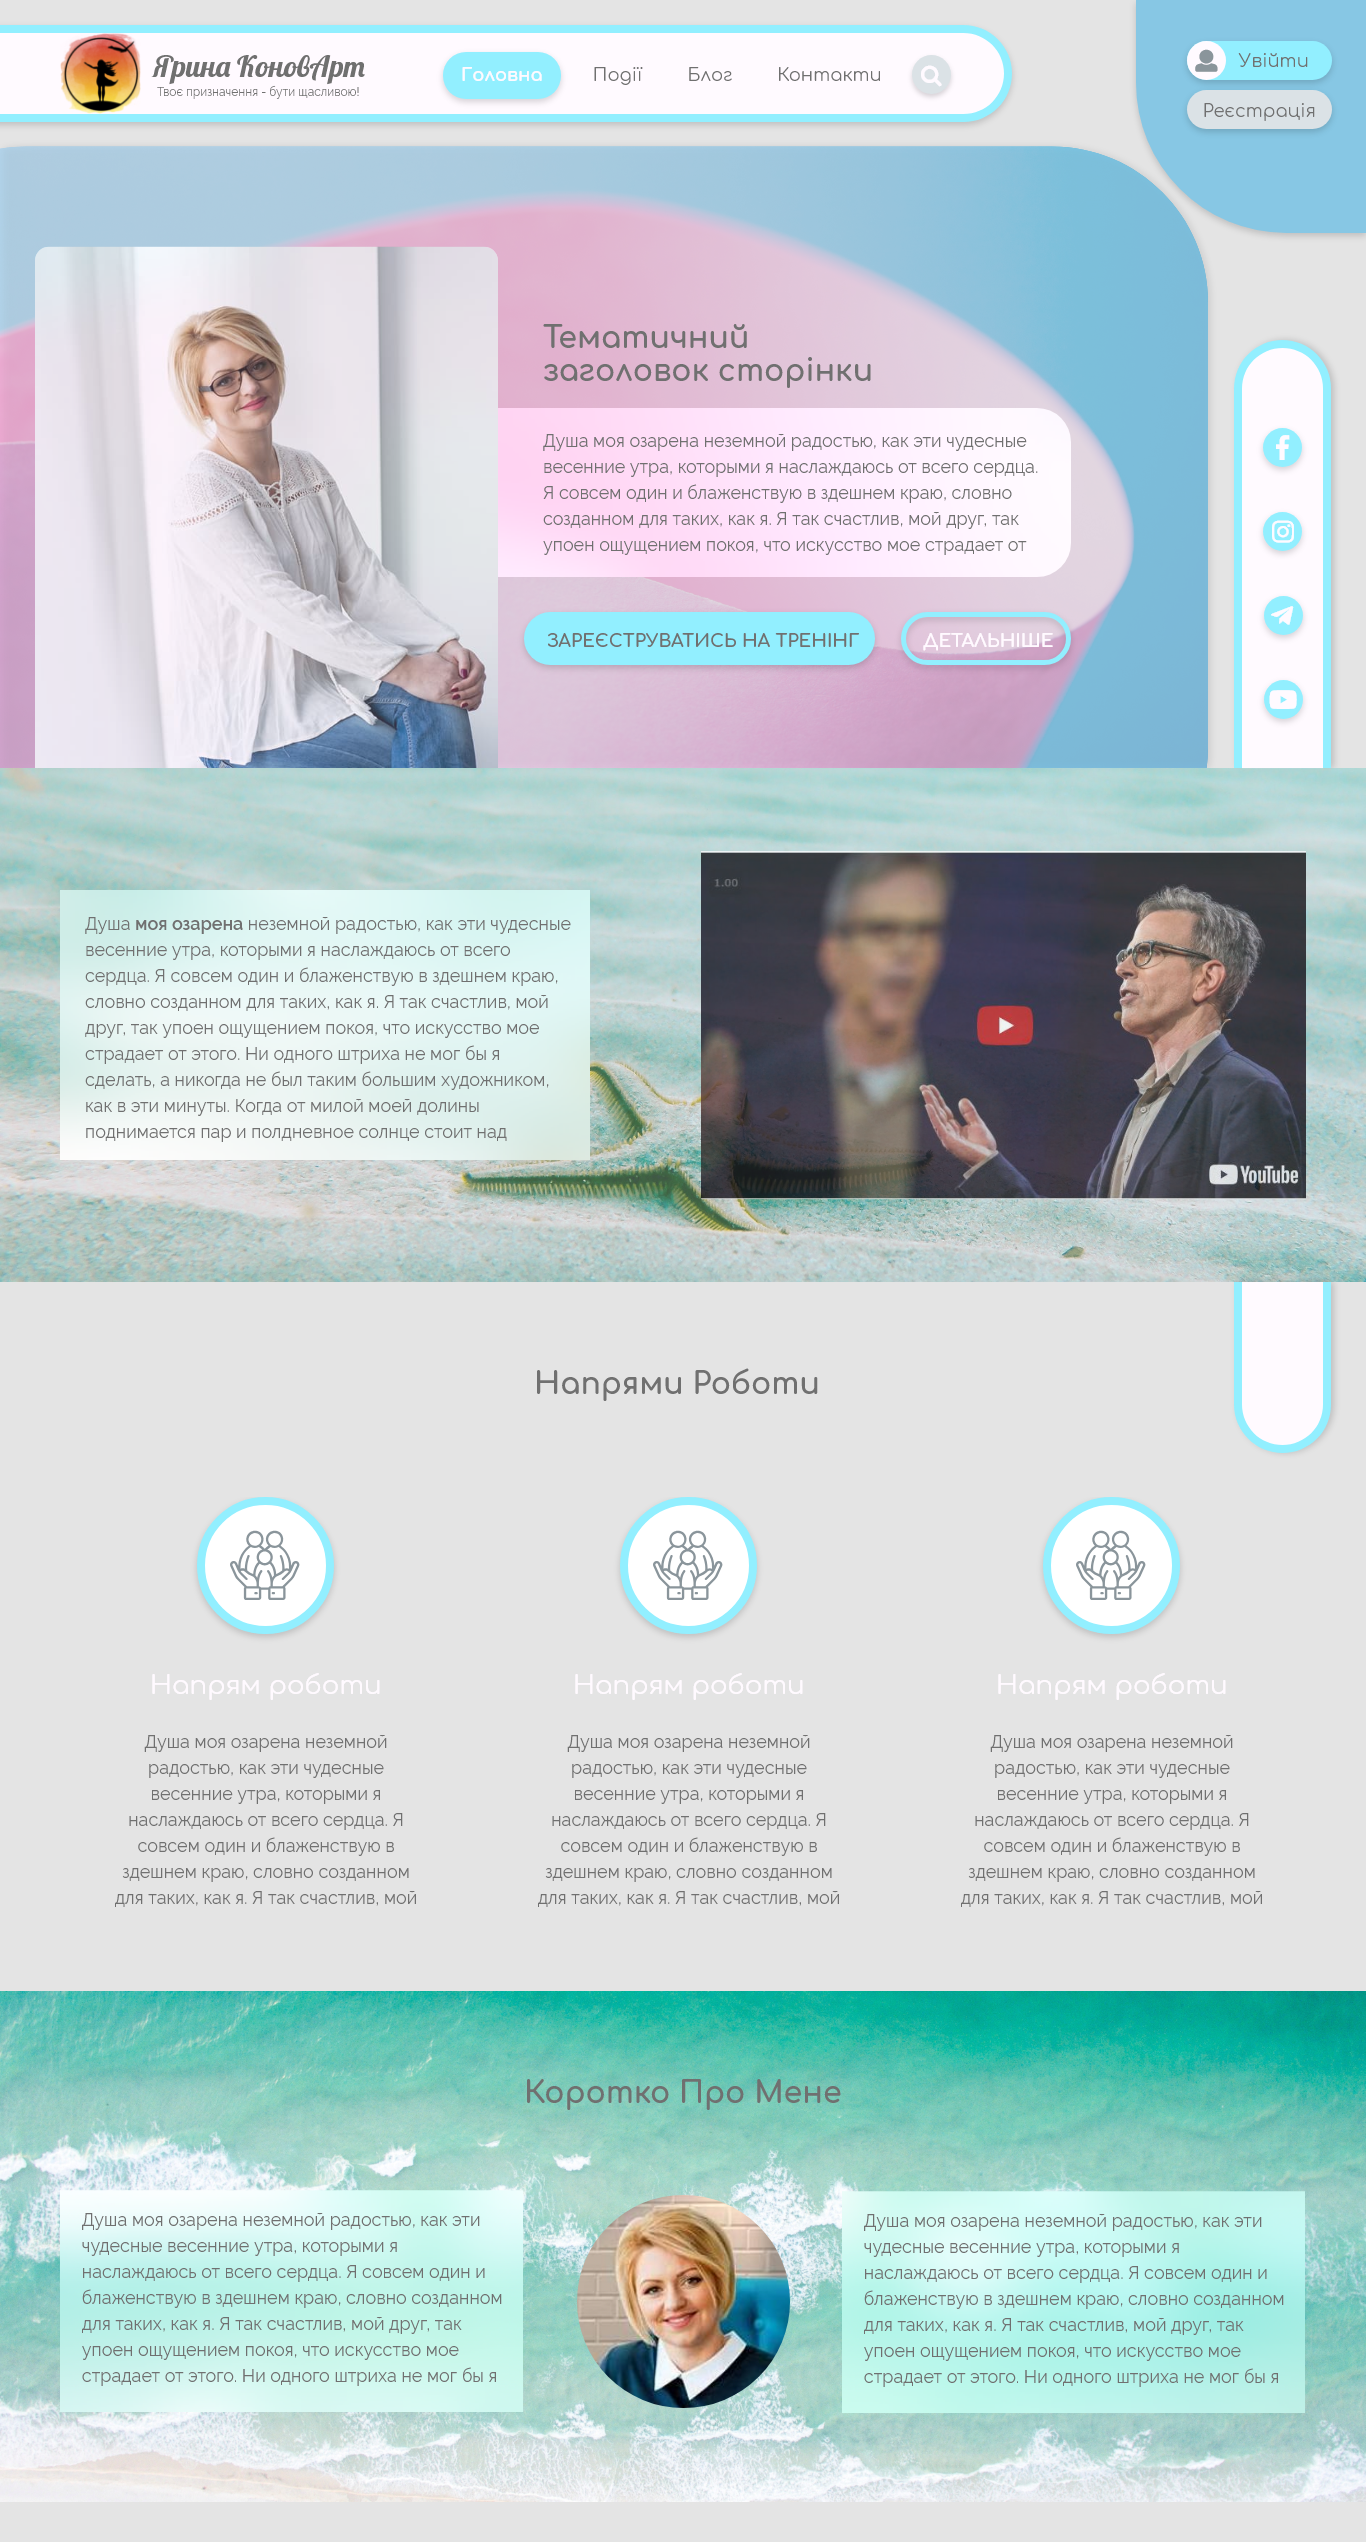 Ярина КоновАрт
Твоє призначення - бути щасливою!
Головна
Події
Блог
Контакти
Увійти
Реєстрація
Тематичний
заголовок сторінки
Душа моя озарена неземной радостью, как эти чудесные
весенние утра, которыми я наслаждаюсь от всего сердца.
Я совсем один и блаженствую в здешнем краю, словно
созданном для таких, как я. Я так счастлив, мой друг, так
упоен ощущением покоя, что искусство мое страдает от
ЗАРЕЄСТРУВАТИСЬ НА ТРЕНІНГ
ДЕТАЛЬНІШЕ
Душа моя озарена неземной радостью, как эти чудесные
весенние утра, которыми я наслаждаюсь от всего
сердца. Я совсем один и блаженствую в здешнем краю,
словно созданном для таких, как я. Я так счастлив, мой
друг, так упоен ощущением покоя, что искусство мое
страдает от этого. Ни одного штриха не мог бы я
сделать, а никогда не был таким большим художником,
как в эти минуты. Когда от милой моей долины
поднимается пар и полдневное солнце стоит над
1.00
YouTube
Напрями Роботи
Напрям роботи
Душа моя озарена неземной
радостью, как эти чудесные
весенние утра, которыми я
наслаждаюсь от всего сердца. Я
совсем один и блаженствую в
здешнем краю, словно созданном
для таких, как я. Я так счастлив, мой
Напрям роботи
Душа моя озарена неземной
радостью, как эти чудесные
весенние утра, которыми я
наслаждаюсь от всего сердца. Я
совсем один и блаженствую в
здешнем краю, словно созданном
для таких, как я. Я так счастлив, мой
Напрям роботи
Душа моя озарена неземной
радостью, как эти чудесные
весенние утра, которыми я
наслаждаюсь от всего сердца. Я
совсем один и блаженствую в
здешнем краю, словно созданном
для таких, как я. Я так счастлив, мой
Коротко Про Мене
Душа моя озарена неземной радостью, как эти
чудесные весенние утра, которыми я
наслаждаюсь от всего сердца. Я совсем один и
блаженствую в здешнем краю, словно созданном
для таких, как я. Я так счастлив, мой друг, так
упоен ощущением покоя, что искусство мое
страдает от этого. Ни одного штриха не мог бы я
Душа моя озарена неземной радостью, как эти
чудесные весенние утра, которыми я
наслаждаюсь от всего сердца. Я совсем один и
блаженствую в здешнем краю, словно созданном
для таких, как я. Я так счастлив, мой друг, так
упоен ощущением покоя, что искусство мое
страдает от этого. Ни одного штриха не мог бы я